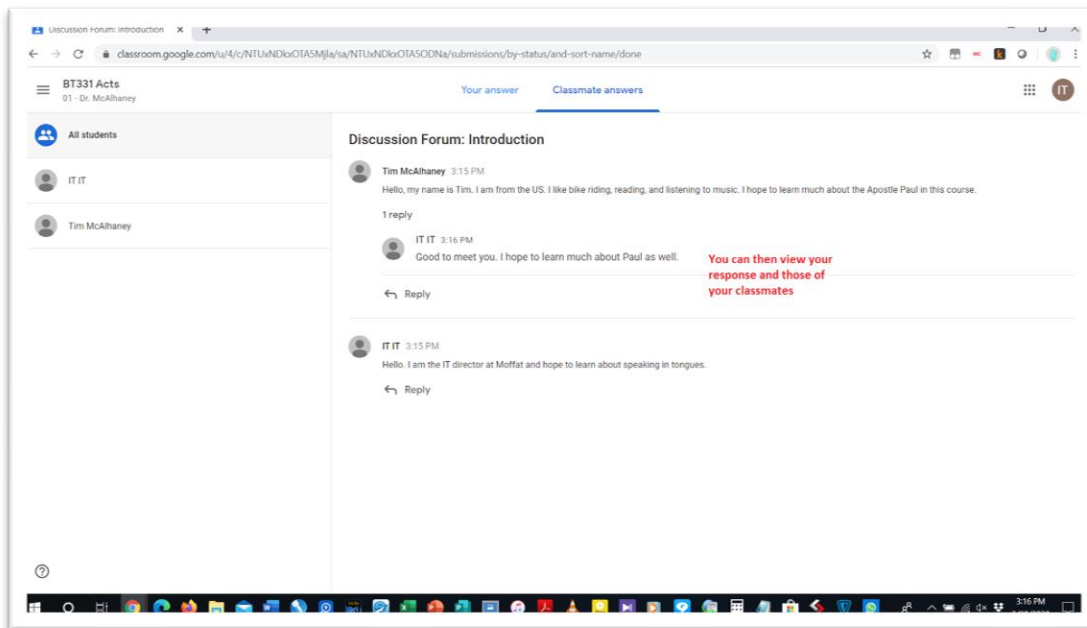 Discussion Forum: Introduction
classroom.google.com/u/4/c/NTUxNDkxOTA5Mjla/sa/NTUxNDkxOTA5ODNa/submissions/by-status/and-sort-name/done
BT331 Acts
01 - Dr. McAlhaney
Your answer
Classmate answers
IT
All students
IT IT
Tim McAlhaney
Discussion Forum: Introduction
Tim McAlhaney 3:15 PM
Hello, my name is Tim. I am from the US. I like bike riding, reading, and listening to music. I hope to learn much about the Apostle Paul in this course.
1 reply
IT IT 3:16 PM
Good to meet you. I hope to learn much about Paul as well.
Reply
You can then view your
response and those of
your classmates
IT IT 3:15 PM
Hello. I am the IT director at Moffat and hope to learn about speaking in tongues.
Reply
3:16 PM